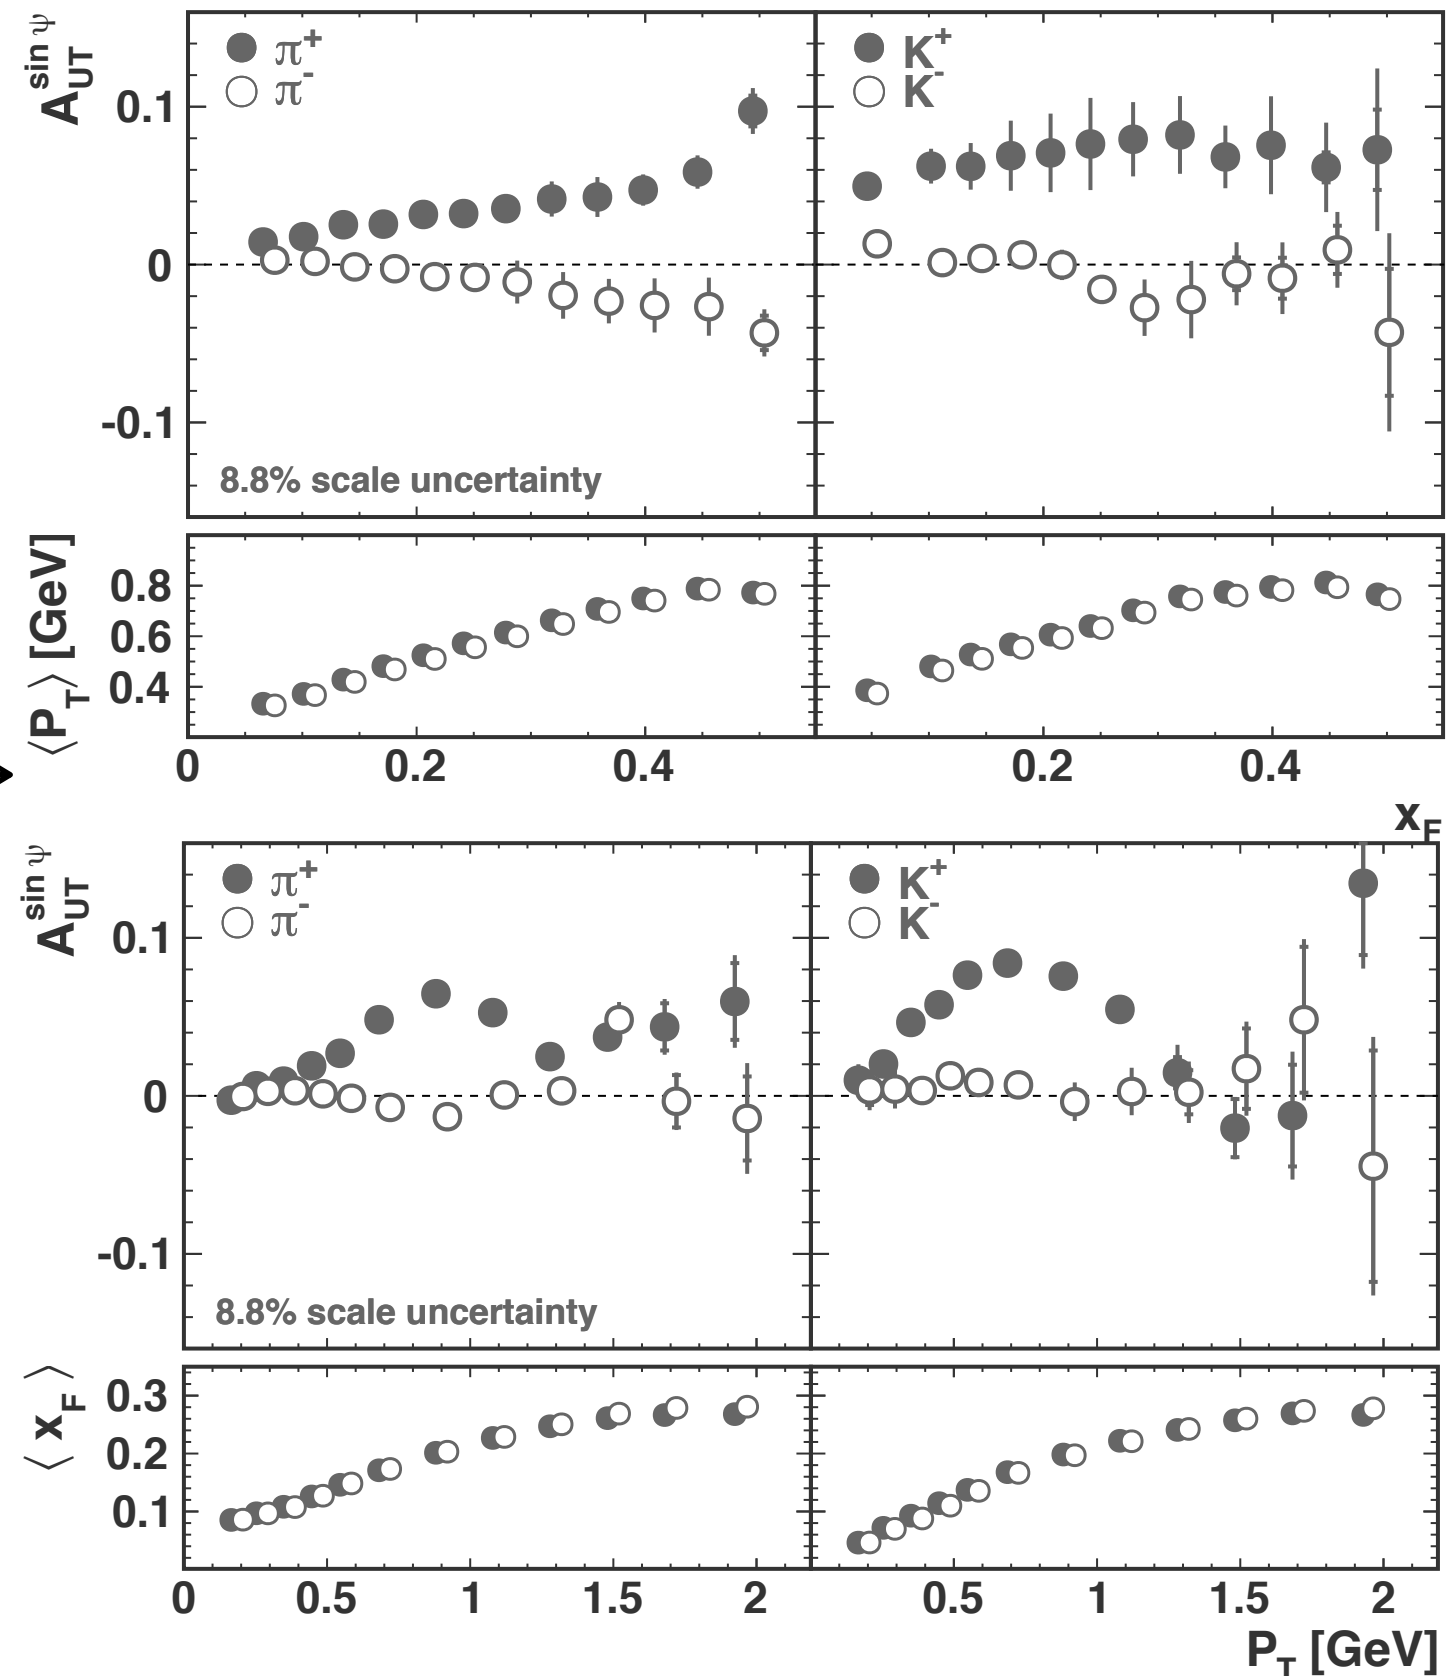 A_UT^sin ψ
π⁺
π⁻
K⁺
K⁻
0.1
0
-0.1
8.8% scale uncertainty
⟨P_T⟩ [GeV]
0.8
0.6
0.4
0 0.2 0.4 0.2 0.4
x_F
A_UT^sin ψ
π⁺
π⁻
K⁺
K⁻
0.1
0
-0.1
8.8% scale uncertainty
⟨x_F⟩
0.3
0.2
0.1
0 0.5 1 1.5 2 0.5 1 1.5 2
P_T [GeV]